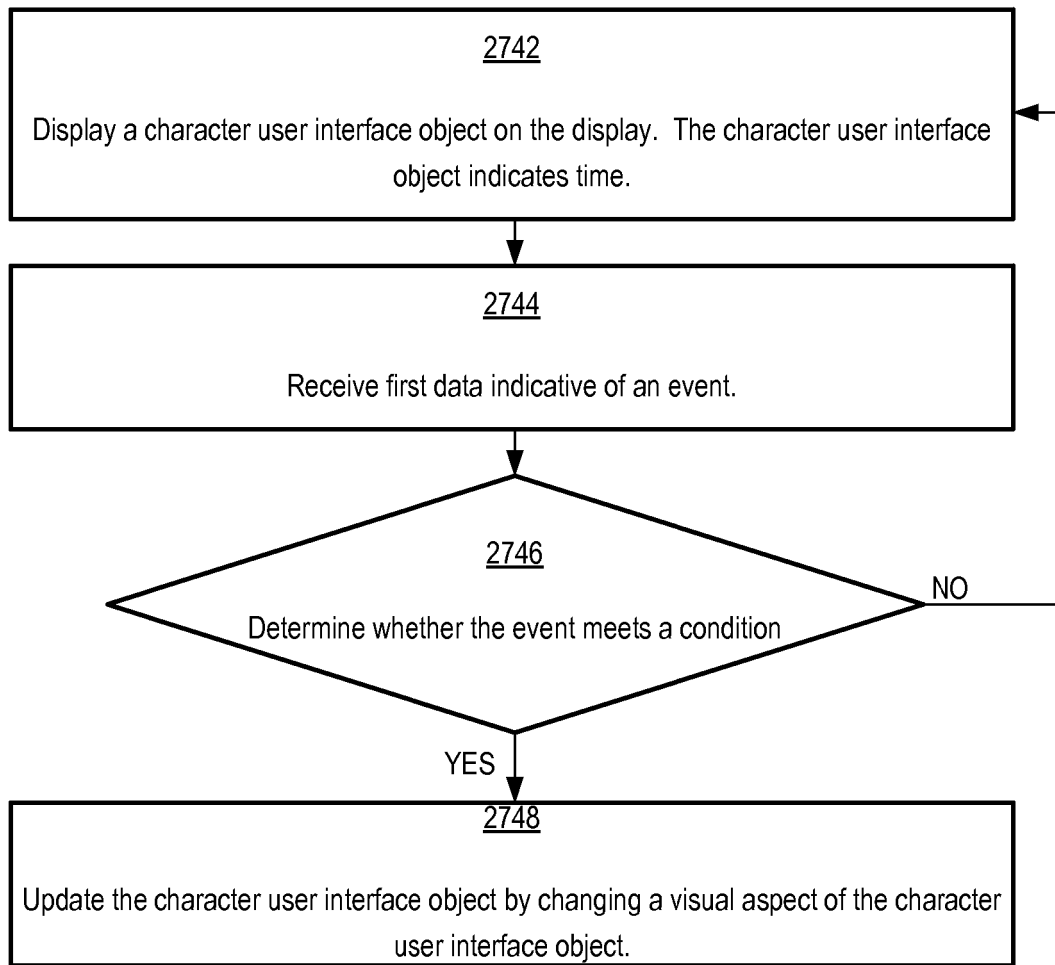 2742
Display a character user interface object on the display.  The character user interface
object indicates time.
2744
Receive first data indicative of an event.
2746
NO
Determine whether the event meets a condition
YES
2748
Update the character user interface object by changing a visual aspect of the character
user interface object.